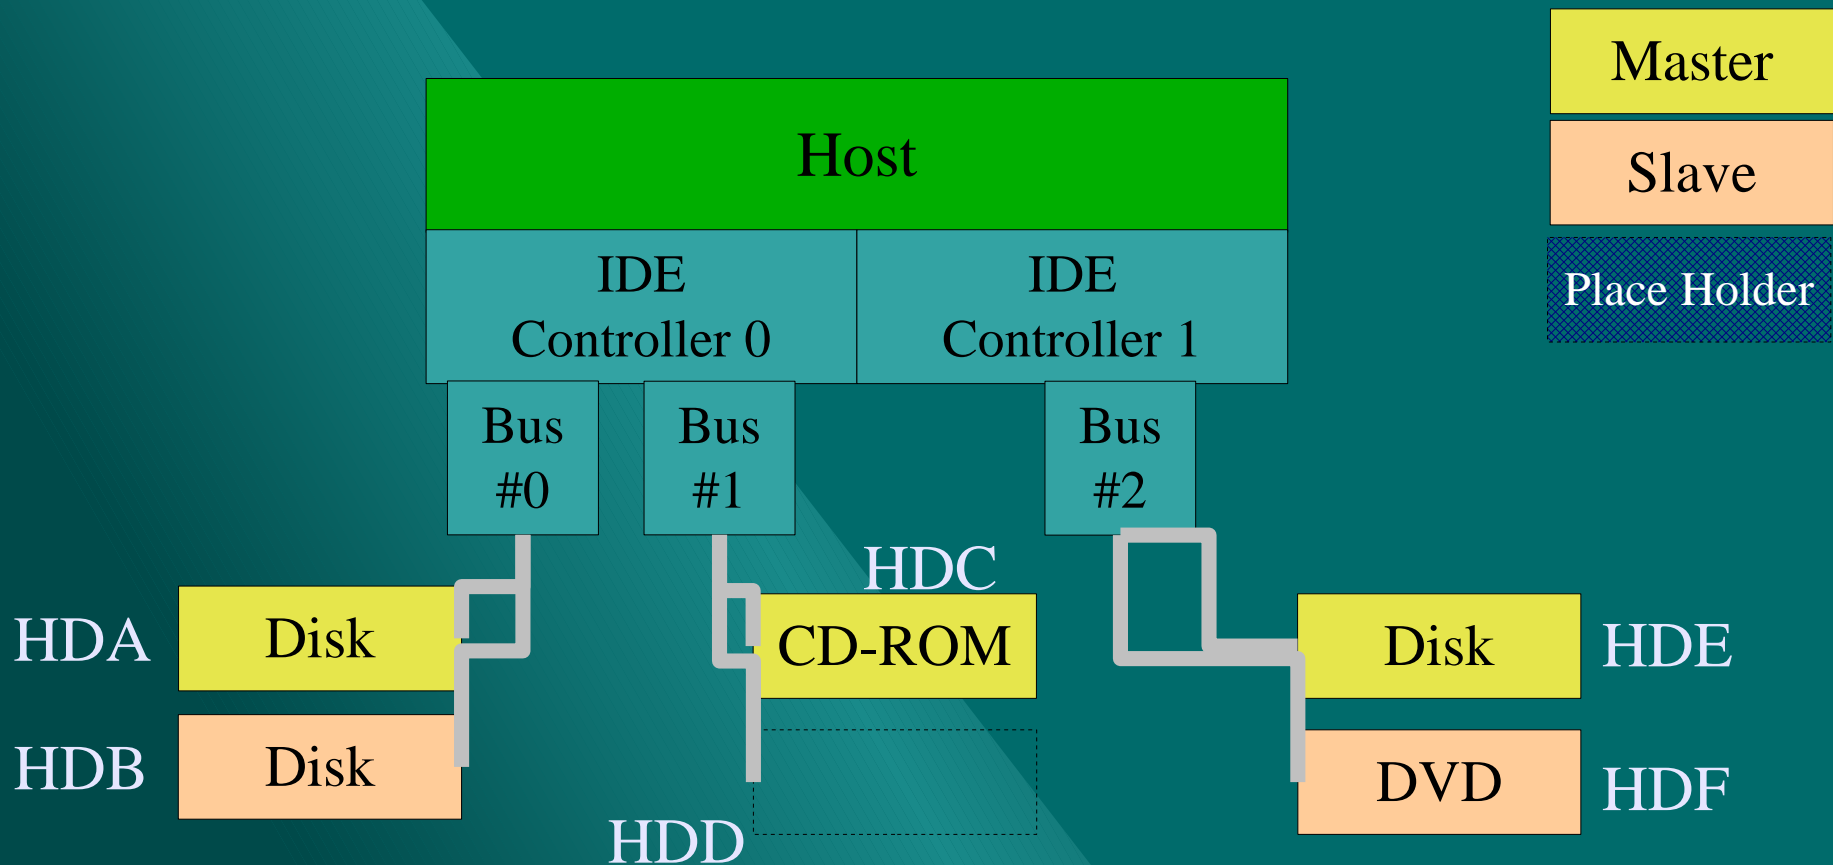 Master
Host
Slave
IDE
Controller 0
IDE
Controller 1
Place Holder
Bus
#0
Bus
#1
Bus
#2
HDC
HDA
Disk
CD-ROM
Disk
HDE
HDB
Disk
DVD
HDF
HDD